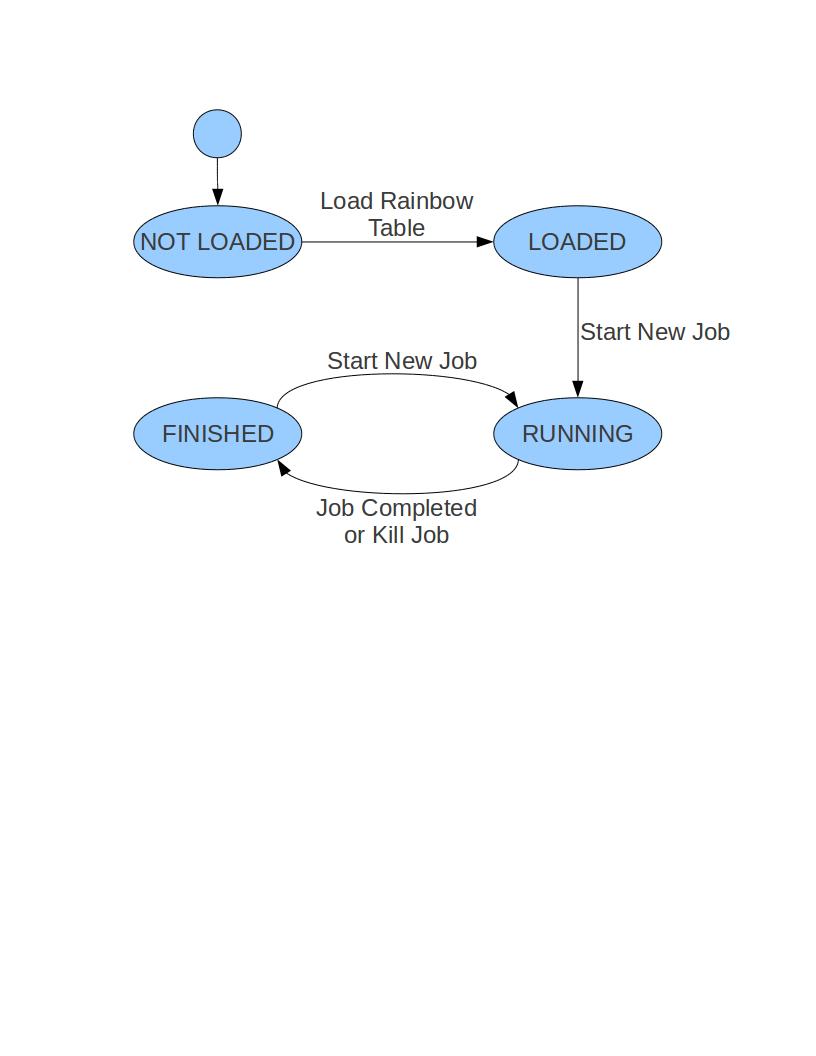 Load Rainbow
Table
NOT LOADED
LOADED
Start New Job
Start New Job
FINISHED
RUNNING
Job Completed
or Kill Job